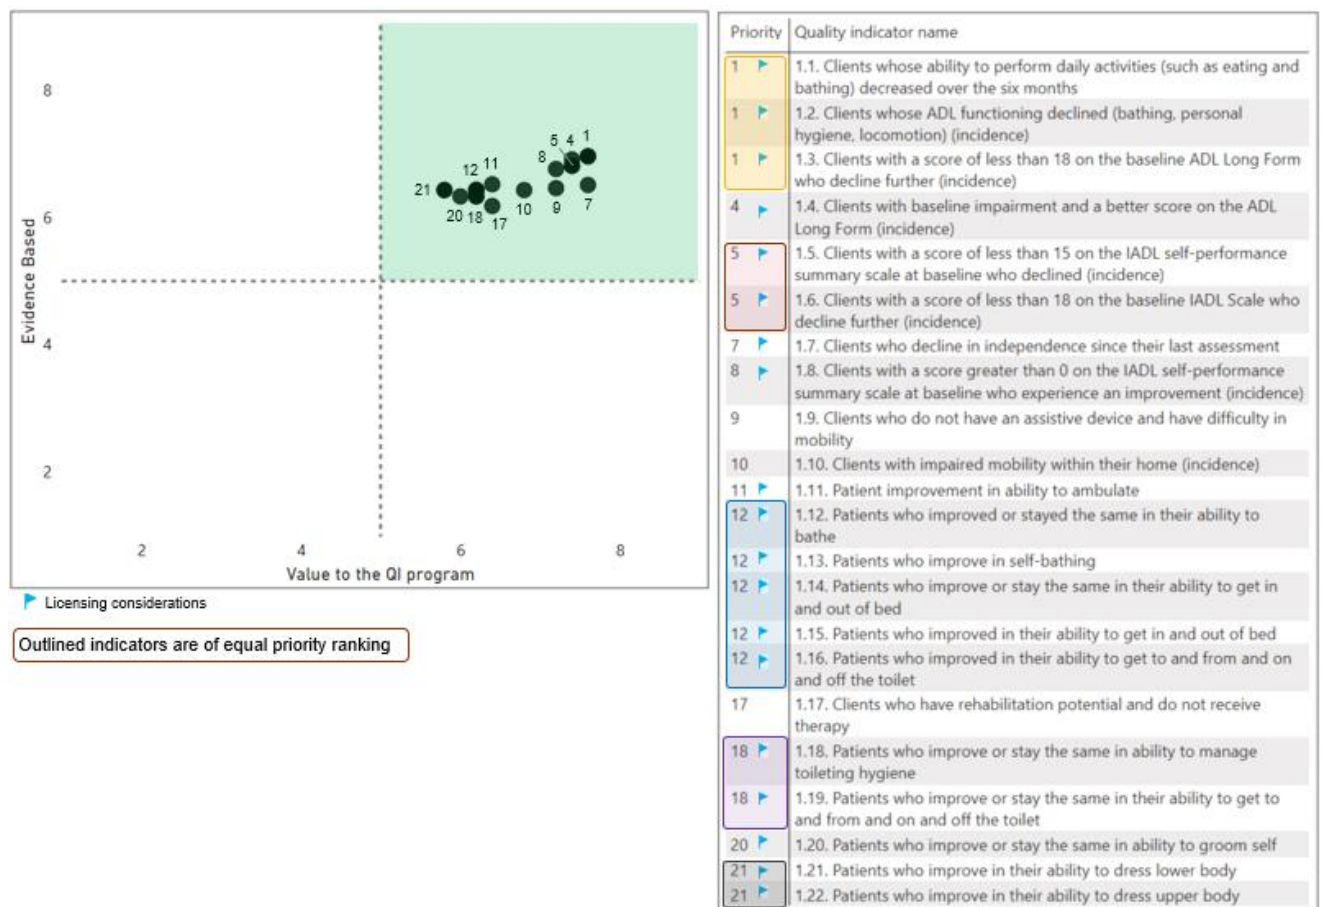 8
6
4
2
Evidence Based
5 4 1
8
12 11
21
20 18 17
10 9 7
2 4 6 8
Value to the QI program
Licensing considerations
Outlined indicators are of equal priority ranking
Priority Quality indicator name
1 1.1. Clients whose ability to perform daily activities (such as eating and
bathing) decreased over the six months
1 1.2. Clients whose ADL functioning declined (bathing, personal
hygiene, locomotion) (incidence)
1 1.3. Clients with a score of less than 18 on the baseline ADL Long Form
who decline further (incidence)
4 1.4. Clients with baseline impairment and a better score on the ADL
Long Form (incidence)
5 1.5. Clients with a score of less than 15 on the IADL self-performance
summary scale at baseline who declined (incidence)
5 1.6. Clients with a score of less than 18 on the baseline IADL Scale who
decline further (incidence)
7 1.7. Clients who decline in independence since their last assessment
8 1.8. Clients with a score greater than 0 on the IADL self-performance
summary scale at baseline who experience an improvement (incidence)
9 1.9. Clients who do not have an assistive device and have difficulty in
mobility
10 1.10. Clients with impaired mobility within their home (incidence)
11 1.11. Patient improvement in ability to ambulate
12 1.12. Patients who improved or stayed the same in their ability to
bathe
12 1.13. Patients who improve in self-bathing
12 1.14. Patients who improve or stay the same in their ability to get in
and out of bed
12 1.15. Patients who improved in their ability to get in and out of bed
12 1.16. Patients who improved in their ability to get to and from and on
and off the toilet
17 1.17. Clients who have rehabilitation potential and do not receive
therapy
18 1.18. Patients who improve or stay the same in ability to manage
toileting hygiene
18 1.19. Patients who improve or stay the same in their ability to get to
and from and on and off the toilet
20 1.20. Patients who improve or stay the same in ability to groom self
21 1.21. Patients who improve in their ability to dress lower body
21 1.22. Patients who improve in their ability to dress upper body